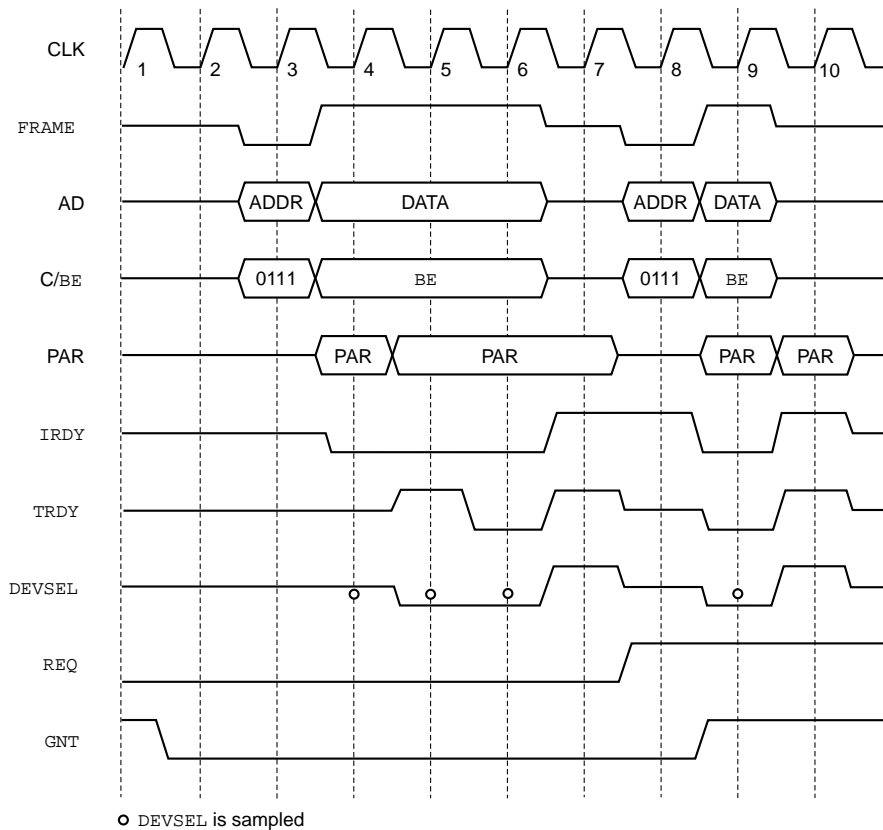 CLK
1 2 3 4 5 6 7 8 9 10
FRAME
AD ADDR DATA ADDR DATA
C/BE 0111 BE 0111 BE
PAR PAR PAR PAR PAR
IRDY
TRDY
DEVSEL
REQ
GNT
DEVSEL is sampled